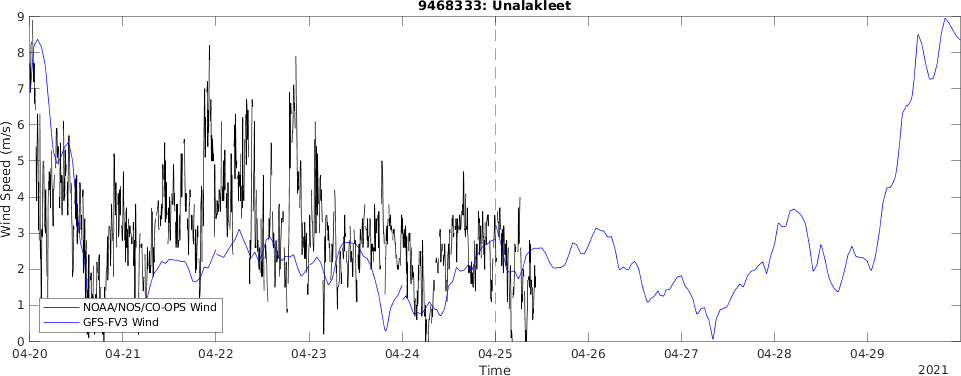 9468333: Unalakleet
9
8
7
6
5
4
3
2
1
0
Wind Speed (m/s)
NOAA/NOS/CO-OPS Wind
GFS-FV3 Wind
04-20 04-21 04-22 04-23 04-24 04-25 04-26 04-27 04-28 04-29
Time
2021